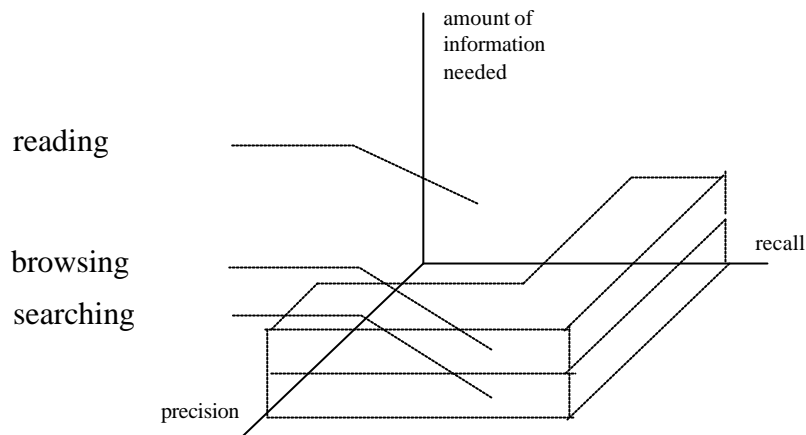 amount of
information
needed
reading
recall
browsing
searching
precision